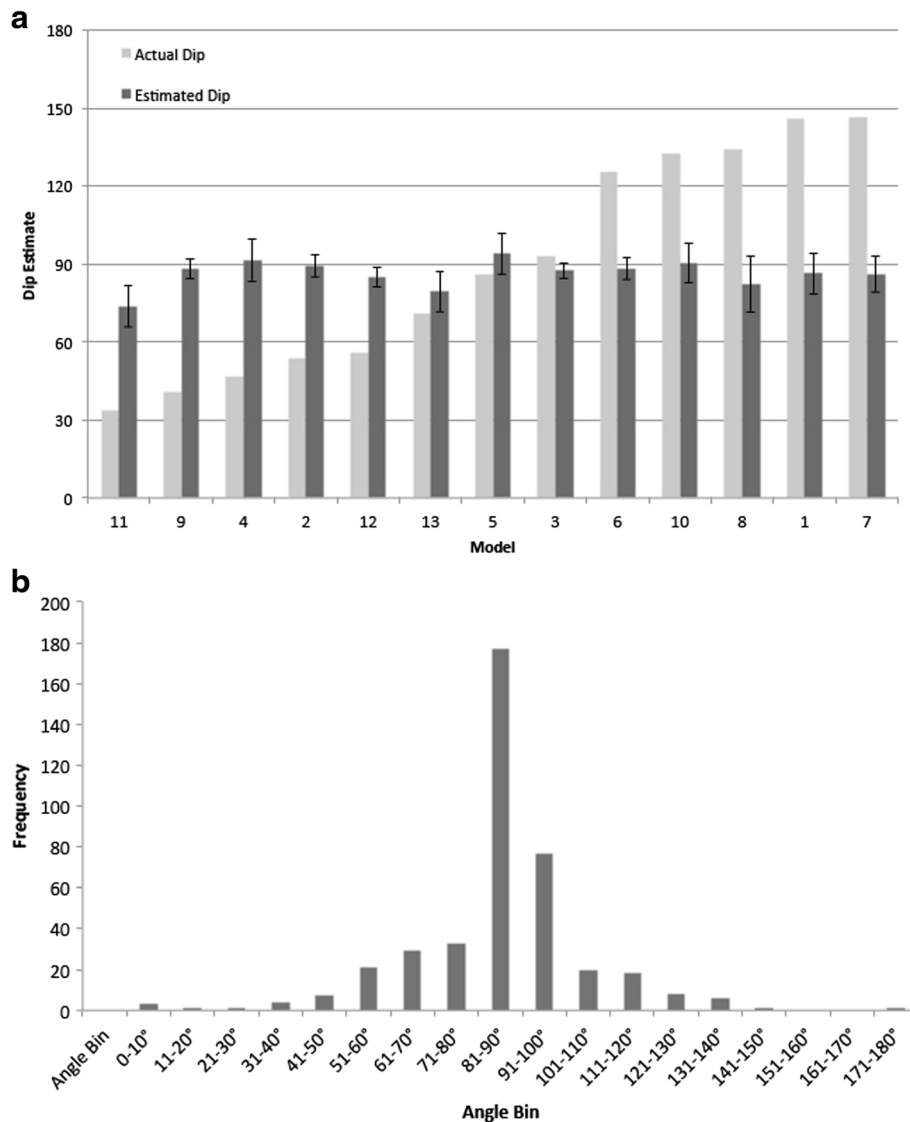 a
180
150
120
90
60
30
0
Dip Estimate
Actual Dip
Estimated Dip
11 9 4 2 12 13 5 3 6 10 8 1 7
Model
b
200
180
160
140
120
100
80
60
40
20
0
Frequency
Angle Bin 0-10° 11-20° 21-30° 31-40° 41-50° 51-60° 61-70° 71-80° 81-90° 91-100° 101-110° 111-120° 121-130° 131-140° 141-150° 151-160° 161-170° 171-180°
Angle Bin